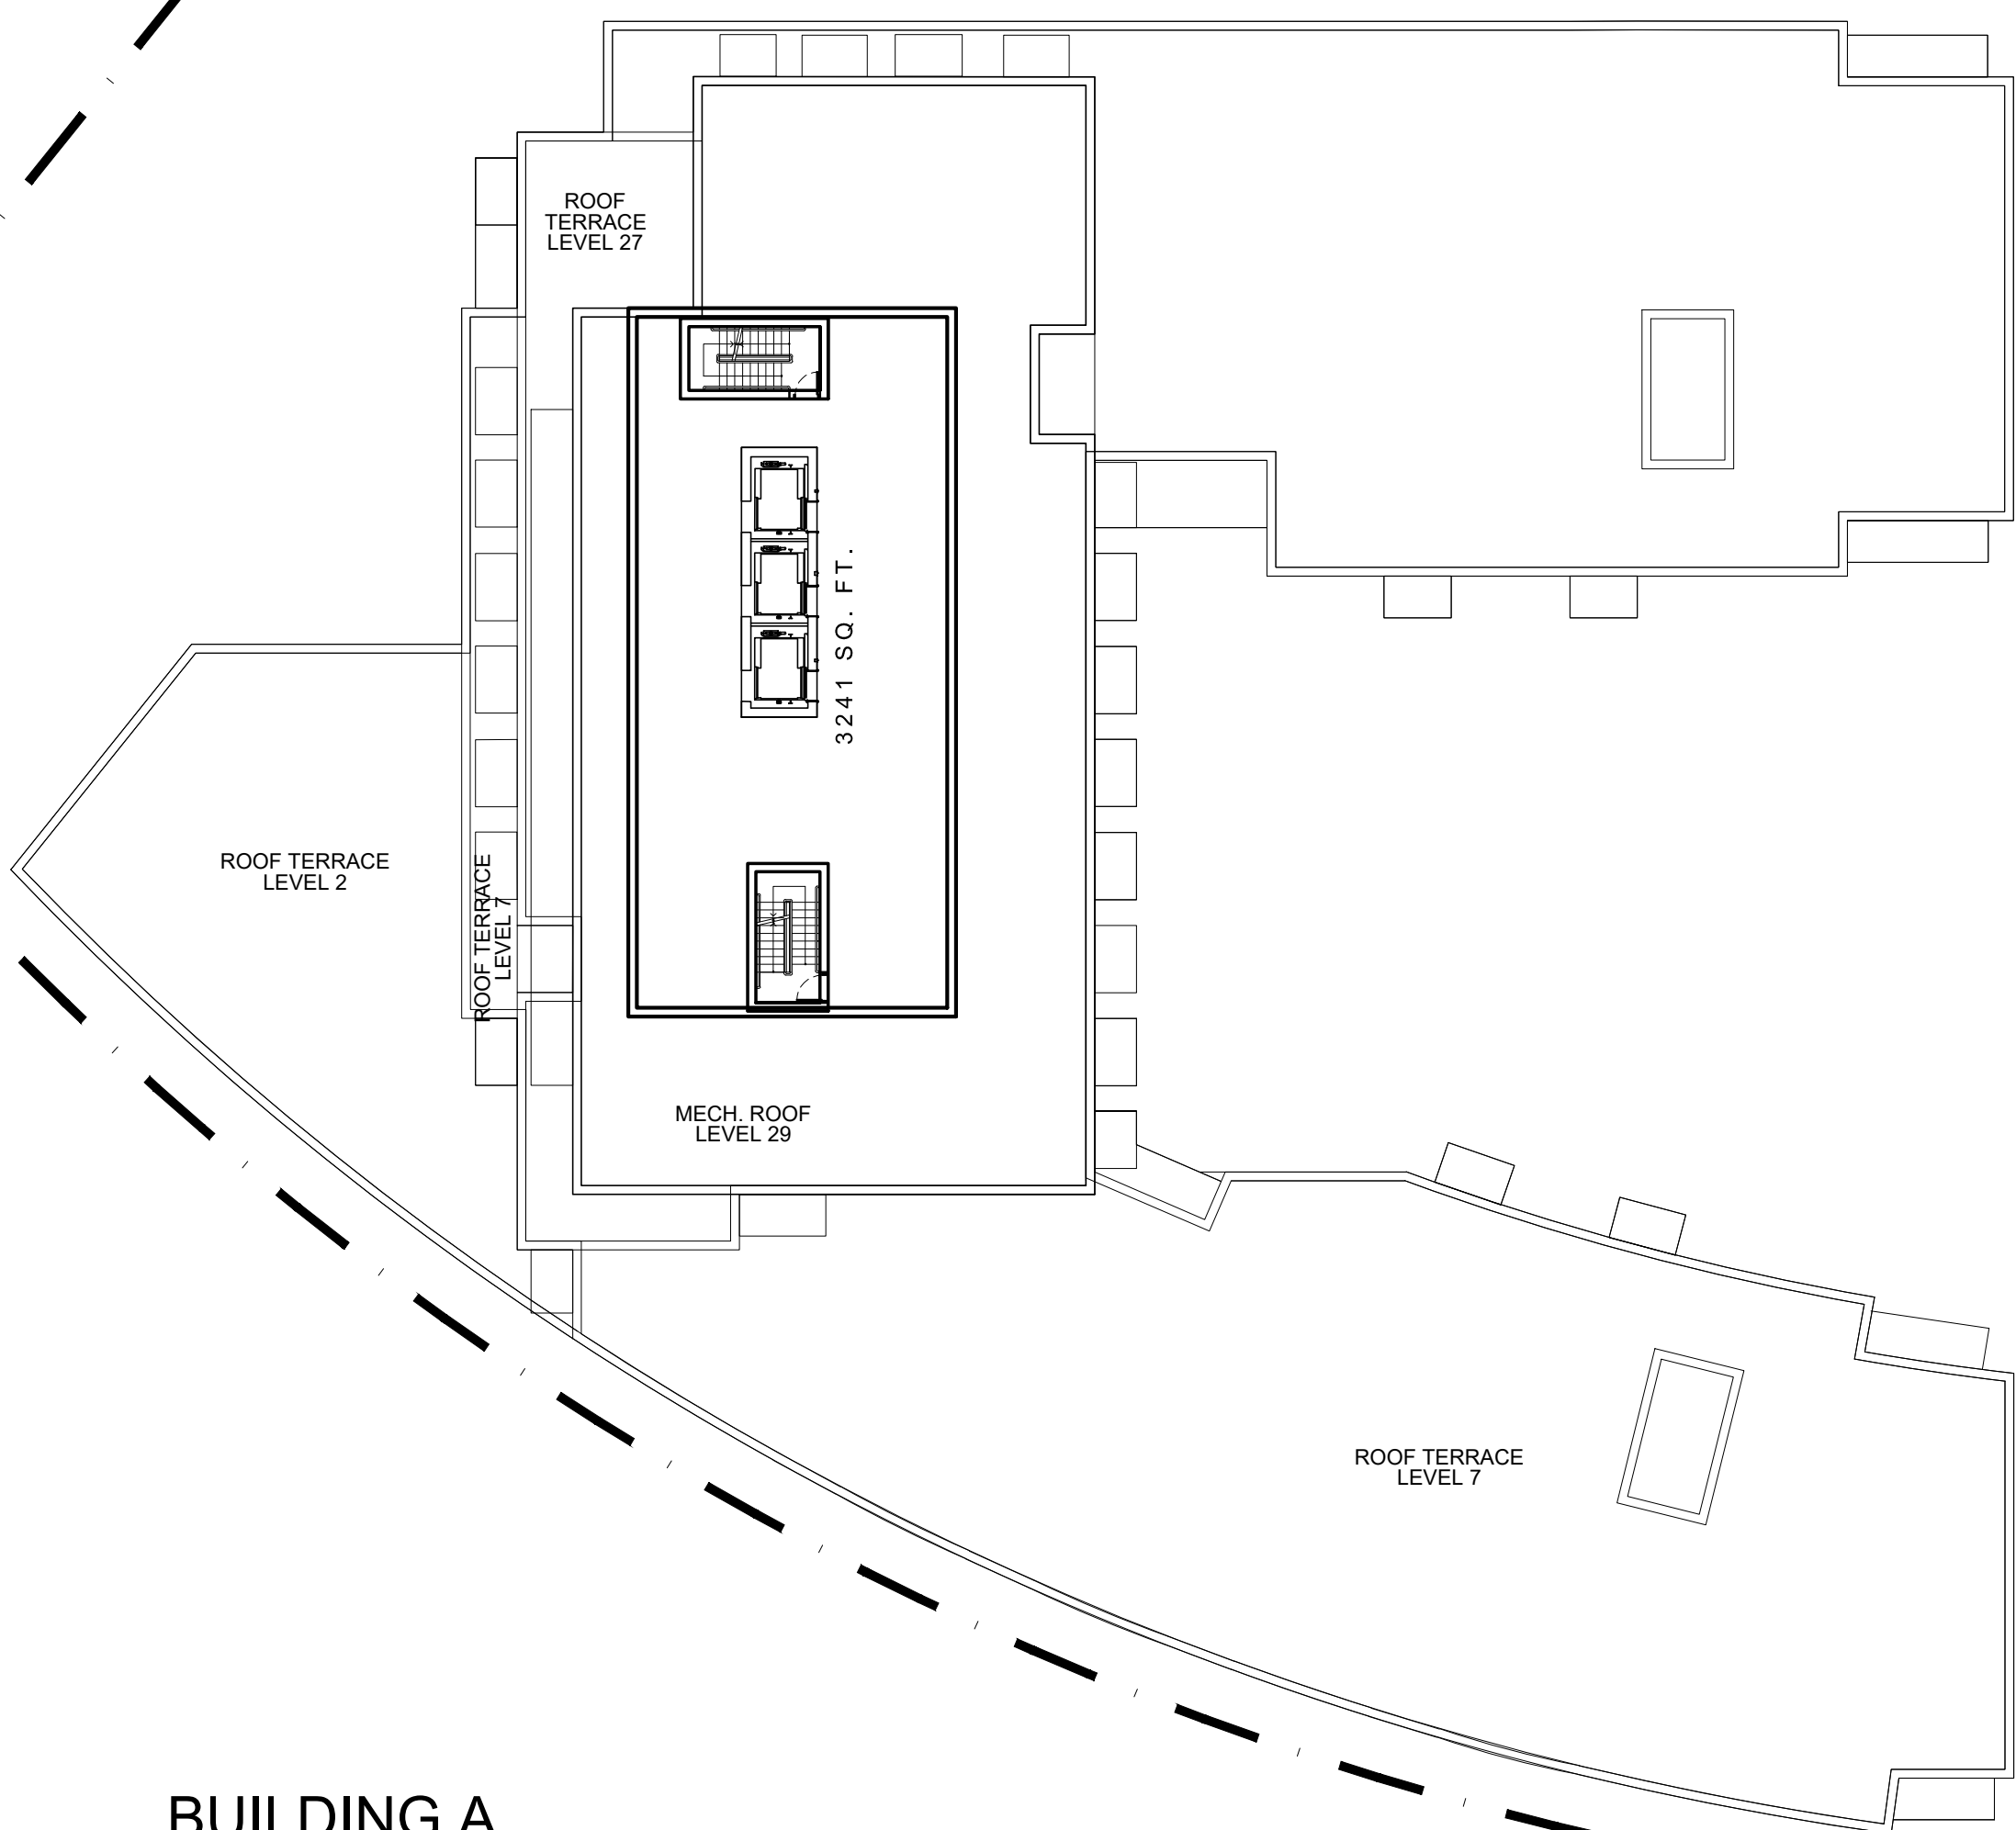 ROOF
TERRACE
LEVEL 27
3241 SQ. FT.
ROOF TERRACE
LEVEL 2
ROOF TERRACE
LEVEL 7
MECH. ROOF
LEVEL 29
ROOF TERRACE
LEVEL 7
BUILDING A